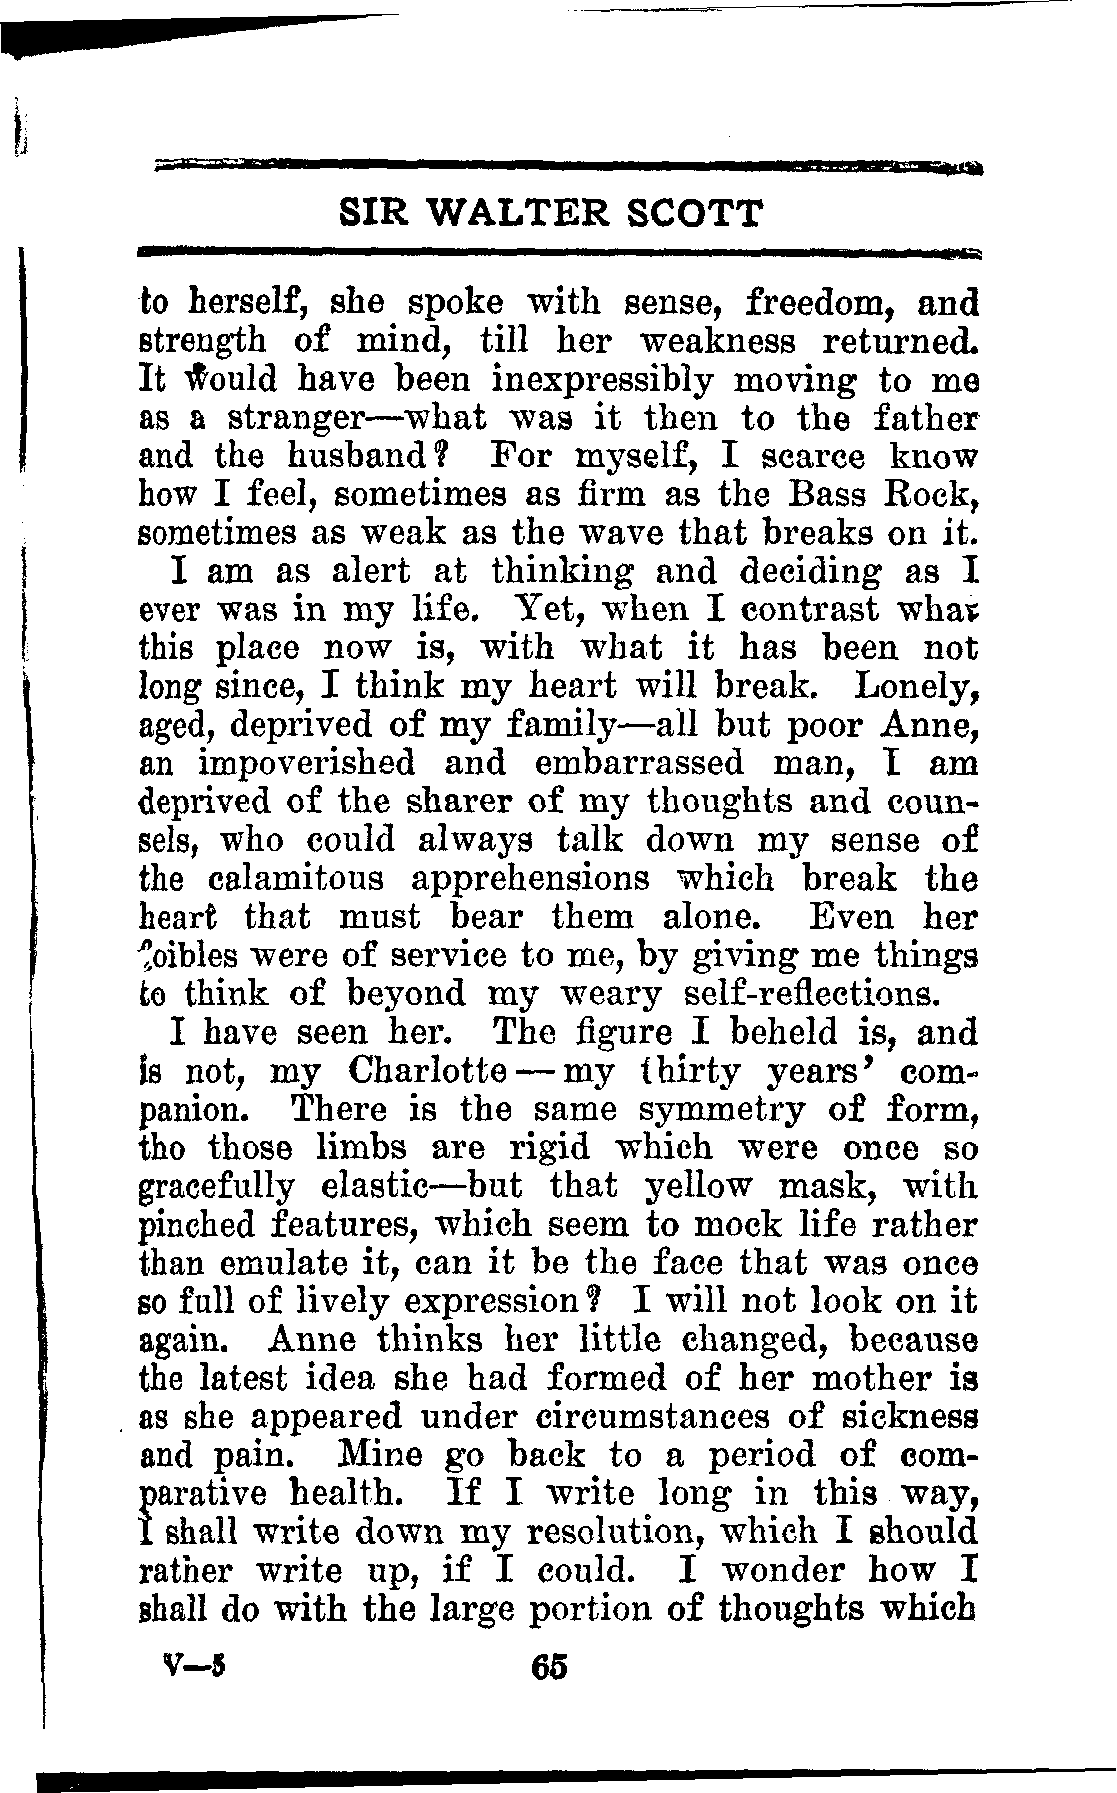 SIR WALTER SCOTT
to herself, she spoke with sense, freedom, and
strength of mind, till her weakness returned.
It would have been inexpressibly moving to me
as a stranger—what was it then to the father
and the husband? For myself, I scarce know
how I feel, sometimes as firm as the Bass Rock,
sometimes as weak as the wave that breaks on it.
I am as alert at thinking and deciding as I
ever was in my life. Yet, when I contrast what
this place now is, with what it has been not
long since, I think my heart will break. Lonely,
aged, deprived of my family—all but poor Anne,
an impoverished and embarrassed man, I am
deprived of the sharer of my thoughts and coun-
sels, who could always talk down my sense of
the calamitous apprehensions which break the
heart that must bear them alone. Even her
foibles were of service to me, by giving me things
to think of beyond my weary self-reflections.
I have seen her. The figure I beheld is, and
is not, my Charlotte—my thirty years' com-
panion. There is the same symmetry of form,
tho those limbs are rigid which were once so
gracefully elastic—but that yellow mask, with
pinched features, which seem to mock life rather
than emulate it, can it be the face that was once
so full of lively expression? I will not look on it
again. Anne thinks her little changed, because
the latest idea she had formed of her mother is
as she appeared under circumstances of sickness
and pain. Mine go back to a period of com-
parative health. If I write long in this way,
I shall write down my resolution, which I should
rather write up, if I could. I wonder how I
shall do with the large portion of thoughts which
V—5 65